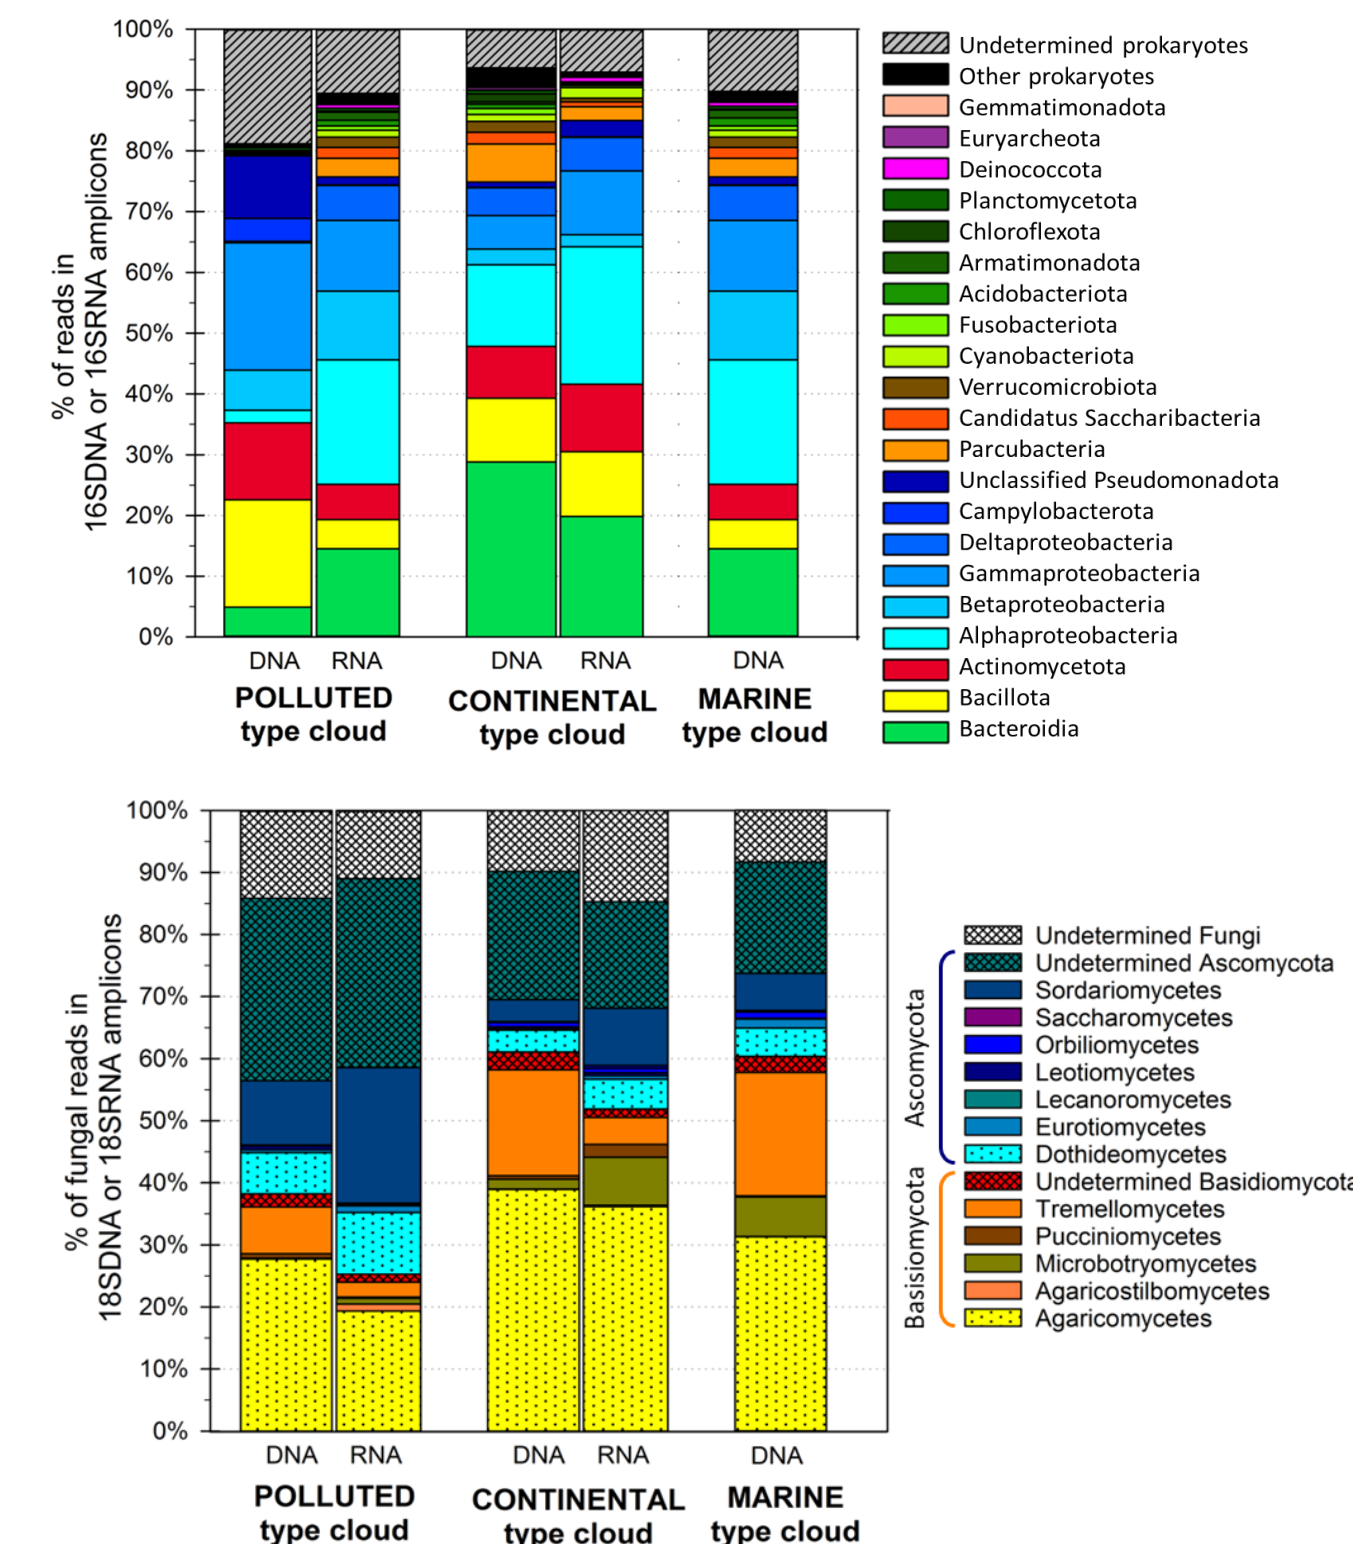 100%
90%
80%
70%
60%
50%
40%
30%
20%
10%
0%
% of reads in
16SDNA or 16SRNA amplicons
DNA RNA DNA RNA DNA
POLLUTED
type cloud
CONTINENTAL
type cloud
MARINE
type cloud
Undetermined prokaryotes
Other prokaryotes
Gemmatimonadota
Euryarcheota
Deinococcota
Planctomycetota
Chloroflexota
Armatimonadota
Acidobacteriota
Fusobacteriota
Cyanobacteriota
Verrucomicrobiota
Candidatus Saccharibacteria
Parcubacteria
Unclassified Pseudomonadota
Campylobacterota
Deltaproteobacteria
Gammaproteobacteria
Betaproteobacteria
Alphaproteobacteria
Actinomycetota
Bacillota
Bacteroidia
100%
90%
80%
70%
60%
50%
40%
30%
20%
10%
0%
% of fungal reads in
18SDNA or 18SRNA amplicons
DNA RNA DNA RNA DNA
POLLUTED
type cloud
CONTINENTAL
type cloud
MARINE
type cloud
Undetermined Fungi
Undetermined Ascomycota
Sordariomycetes
Saccharomycetes
Orbiliomycetes
Leotiomycetes
Lecanoromycetes
Eurotiomycetes
Dothideomycetes
Undetermined Basidiomycota
Tremellomycetes
Pucciniomycetes
Microbotryomycetes
Agaricostilbomycetes
Agaricomycetes
Ascomycota
Basisiomycota